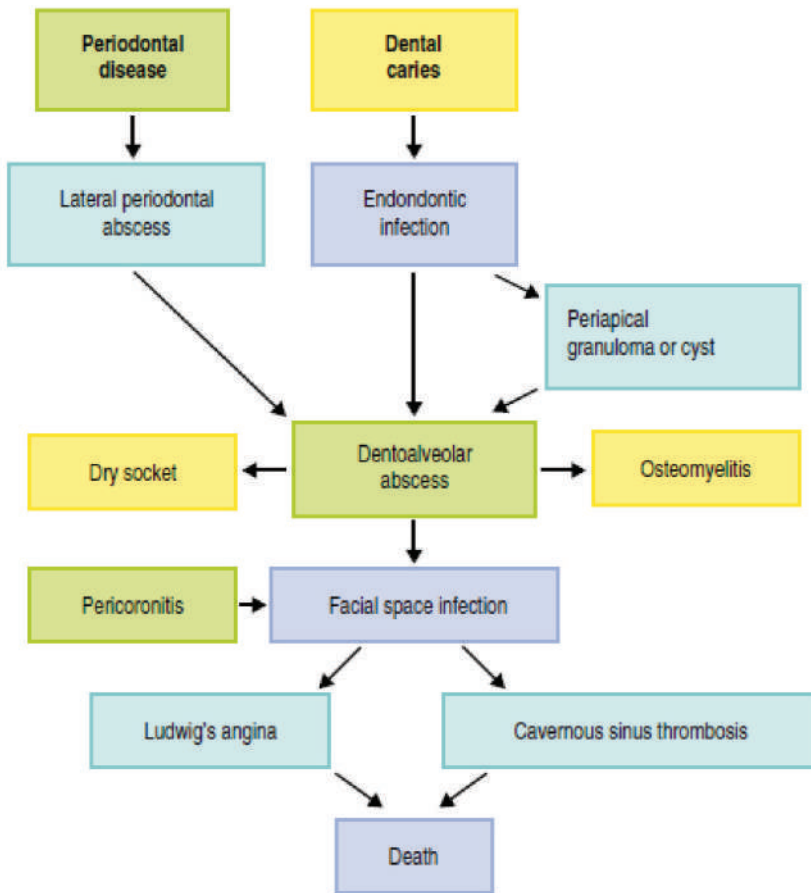 Periodontal
disease
Dental
caries
Lateral periodontal
abscess
Endondontic
infection
Periapical
granuloma or cyst
Dry socket
Dentoalveolar
abscess
Osteomyelitis
Pericoronitis
Facial space infection
Ludwig's angina
Cavernous sinus thrombosis
Death